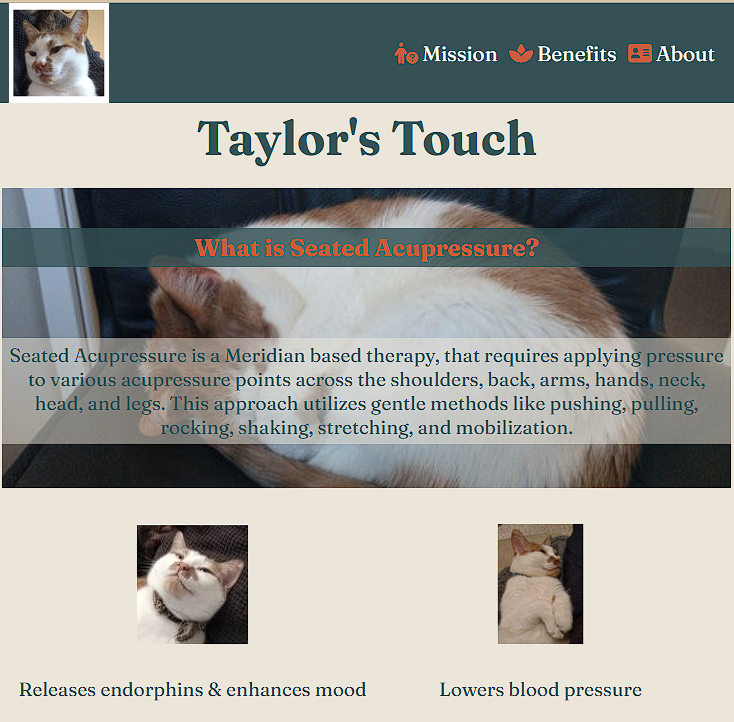 Mission Benefits About
Taylor's Touch
What is Seated Acupressure?
Seated Acupressure is a Meridian based therapy, that requires applying pressure
to various acupressure points across the shoulders, back, arms, hands, neck,
head, and legs. This approach utilizes gentle methods like pushing, pulling,
rocking, shaking, stretching, and mobilization.
Releases endorphins & enhances mood
Lowers blood pressure